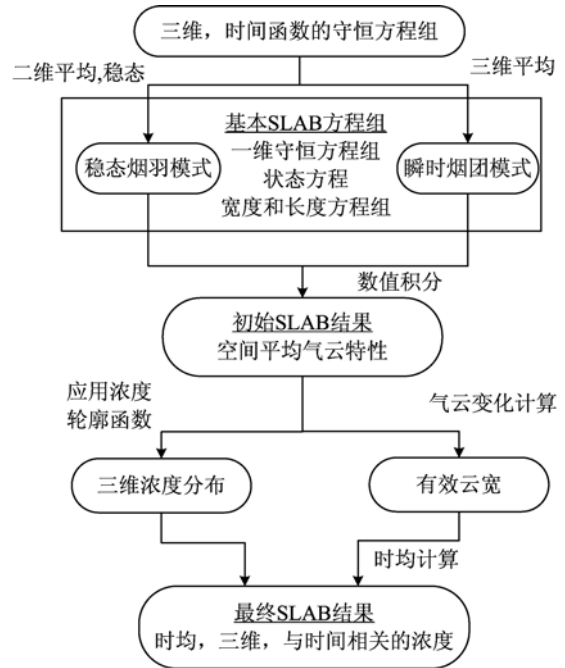 三维，时间函数的守恒方程组
二维平均,稳态
三维平均
基本SLAB方程组
一维守恒方程组
状态方程
宽度和长度方程组
稳态烟羽模式
瞬时烟团模式
数值积分
初始SLAB结果
空间平均气云特性
应用浓度
轮廓函数
气云变化计算
三维浓度分布
有效云宽
时均计算
最终SLAB结果
时均，三维，与时间相关的浓度